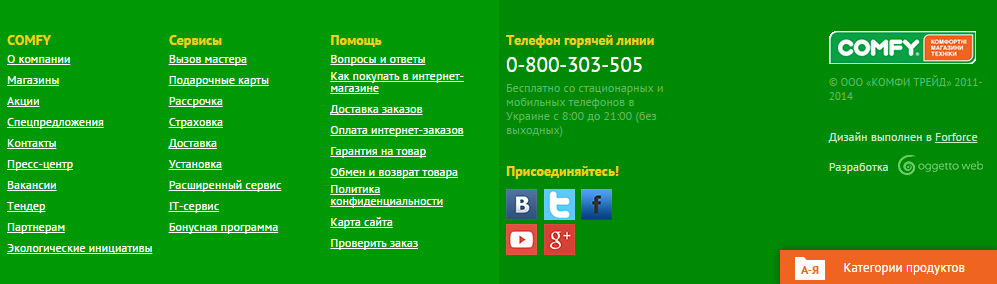 COMFY
О компании
Магазины
Акции
Спецпредложения
Контакты
Пресс-центр
Вакансии
Тендер
Партнерам
Экологические инициативы
Сервисы
Вызов мастера
Подарочные карты
Рассрочка
Страховка
Доставка
Установка
Расширенный сервис
IT-сервис
Бонусная программа
Помощь
Вопросы и ответы
Как покупать в интернет-
магазине
Доставка заказов
Оплата интернет-заказов
Гарантия на товар
Обмен и возврат товара
Политика
конфиденциальности
Карта сайта
Проверить заказ
Телефон горячей линии
0-800-303-505
Бесплатно со стационарных и
мобильных телефонов в
Украине с 8:00 до 21:00 (без
выходных)
Присоединяйтесь!
B
f
YouTube
g+
COMFY
КОМФОРТНІ
МАГАЗИНИ
ТЕХНІКИ
© ООО «КОМФИ ТРЕЙД» 2011-
2014
Дизайн выполнен в Forforce
Разработка oggetto web
А-Я Категории продуктов